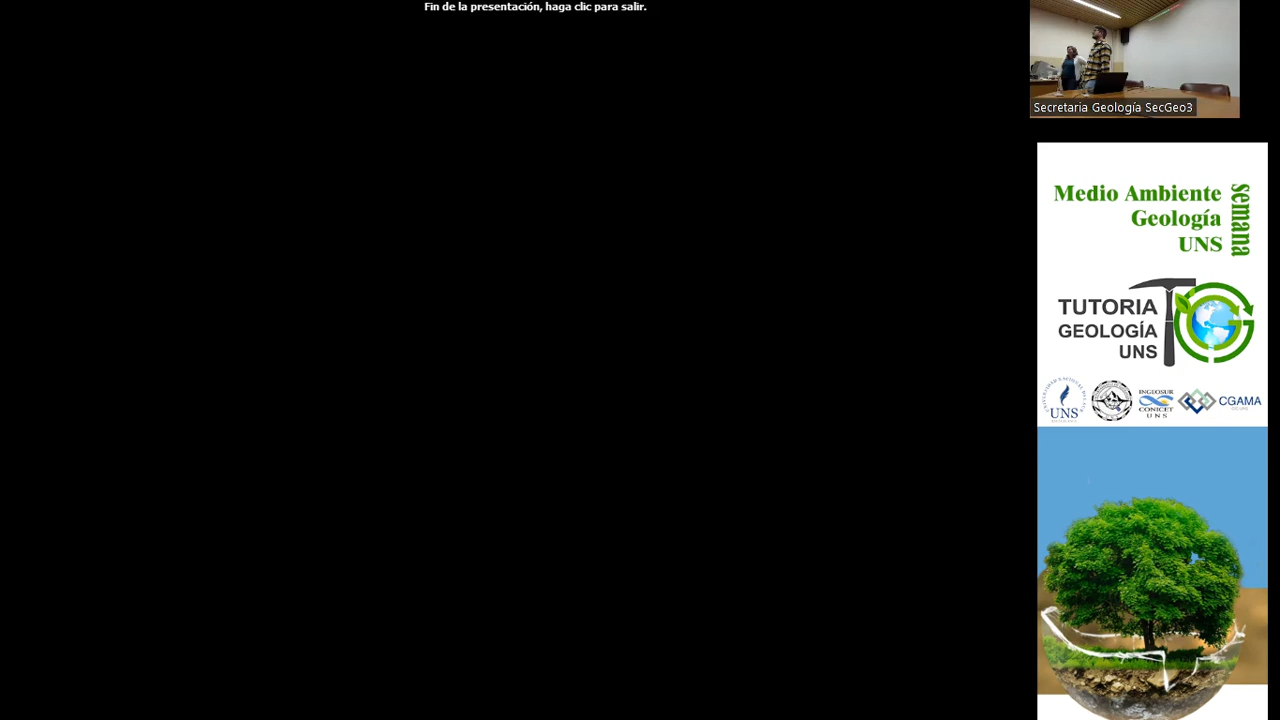 Fin de la presentación, haga clic para salir.
Secretaria Geología SecGeo3
Medio Ambiente
Geología
UNS
semana
TUTORIA
GEOLOGÍA
UNS
UNS
INGEOSUR
CONICET
UNS
CGAMA